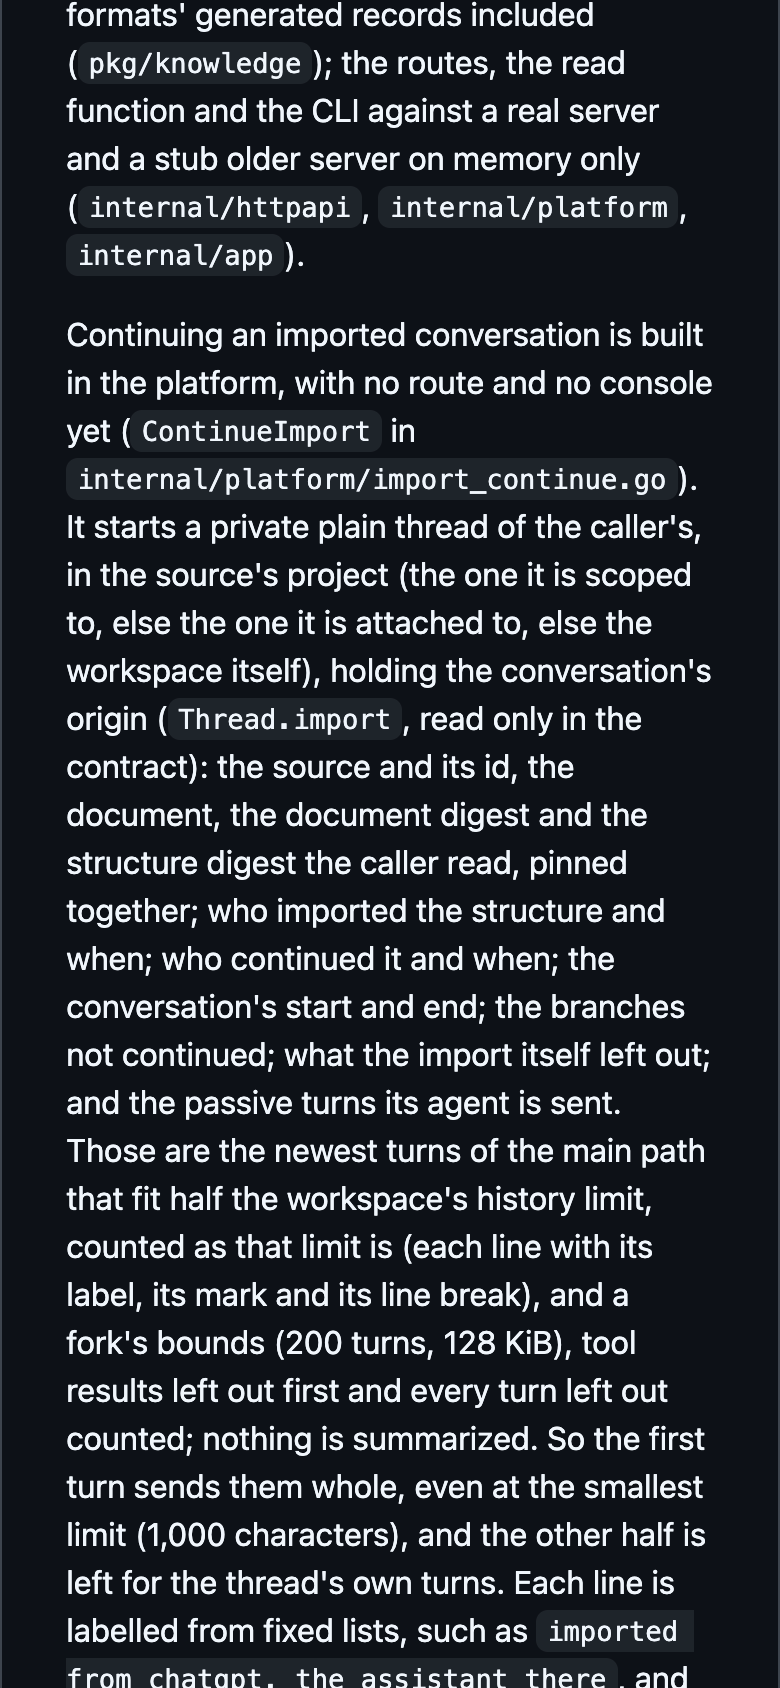 formats' generated records included
(pkg/knowledge); the routes, the read
function and the CLI against a real server
and a stub older server on memory only
(internal/httpapi, internal/platform,
internal/app).
Continuing an imported conversation is built
in the platform, with no route and no console
yet (ContinueImport in
internal/platform/import_continue.go).
It starts a private plain thread of the caller's,
in the source's project (the one it is scoped
to, else the one it is attached to, else the
workspace itself), holding the conversation's
origin (Thread.import, read only in the
contract): the source and its id, the
document, the document digest and the
structure digest the caller read, pinned
together; who imported the structure and
when; who continued it and when; the
conversation's start and end; the branches
not continued; what the import itself left out;
and the passive turns its agent is sent.
Those are the newest turns of the main path
that fit half the workspace's history limit,
counted as that limit is (each line with its
label, its mark and its line break), and a
fork's bounds (200 turns, 128 KiB), tool
results left out first and every turn left out
counted; nothing is summarized. So the first
turn sends them whole, even at the smallest
limit (1,000 characters), and the other half is
left for the thread's own turns. Each line is
labelled from fixed lists, such as imported
from chatgpt, the assistant there, and